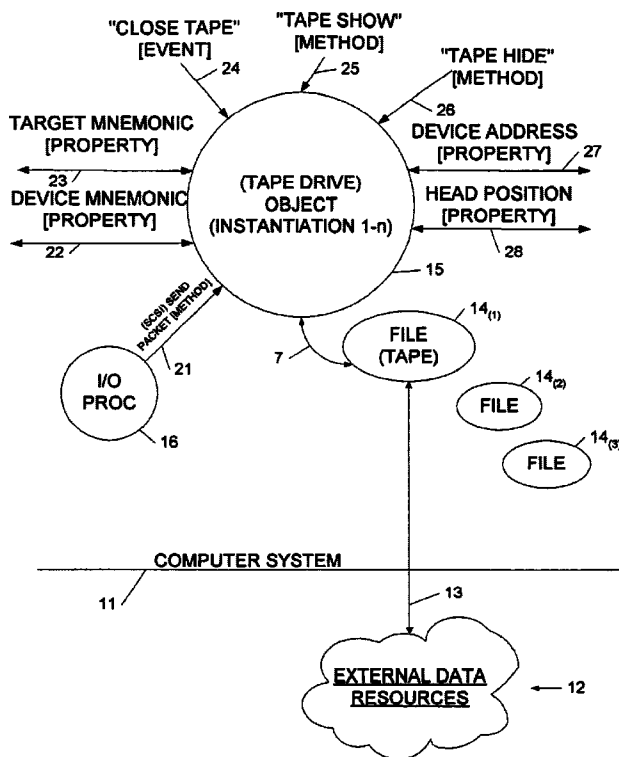 "CLOSE TAPE"
[EVENT]
24
"TAPE SHOW"
[METHOD]
25
"TAPE HIDE"
[METHOD]
26
TARGET MNEMONIC
[PROPERTY]
23
DEVICE MNEMONIC
[PROPERTY]
22
(TAPE DRIVE)
OBJECT
(INSTANTIATION 1-n)
DEVICE ADDRESS
[PROPERTY]
27
HEAD POSITION
[PROPERTY]
28
15
(SCSI) SEND
PACKET [METHOD]
21
I/O
PROC
16
7
FILE
(TAPE)
14(1)
FILE
14(2)
FILE
14(3)
COMPUTER SYSTEM
11
13
EXTERNAL DATA
RESOURCES
12